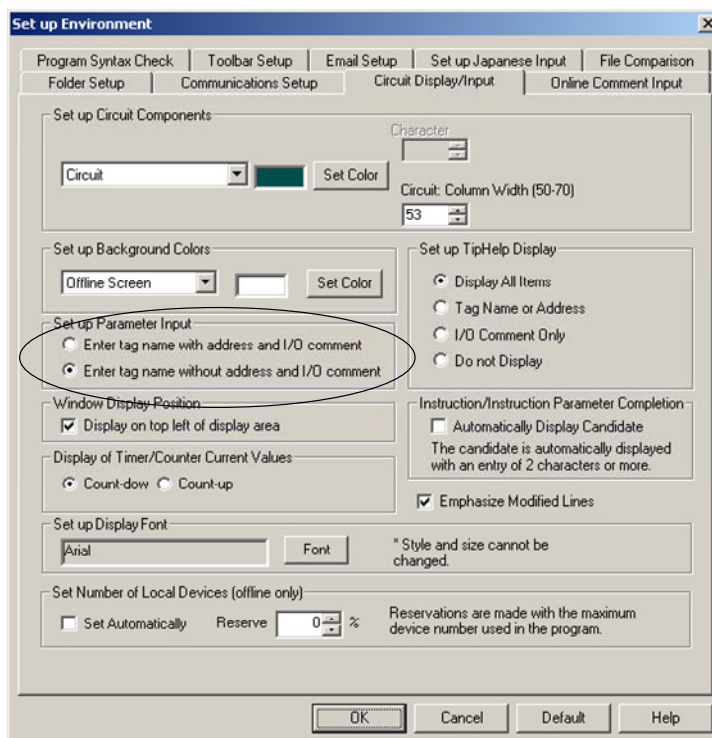 Set up Environment
Program Syntax Check
Toolbar Setup
Email Setup
Set up Japanese Input
File Comparison
Folder Setup
Communications Setup
Circuit Display/Input
Online Comment Input
Set up Circuit Components
Character
Circuit
Set Color
Circuit: Column Width (50-70)
53
Set up Background Colors
Offline Screen
Set Color
Set up TipHelp Display
Display All Items
Tag Name or Address
I/O Comment Only
Do not Display
Set up Parameter Input
Enter tag name with address and I/O comment
Enter tag name without address and I/O comment
Window Display Position
Display on top left of display area
Instruction/Instruction Parameter Completion
Automatically Display Candidate
The candidate is automatically displayed
with an entry of 2 characters or more.
Display of Timer/Counter Current Values
Count-dow
Count-up
Emphasize Modified Lines
Set up Display Font
Arial
Font
* Style and size cannot be
changed.
Set Number of Local Devices (offline only)
Set Automatically
Reserve
0
%
Reservations are made with the maximum
device number used in the program.
OK
Cancel
Default
Help